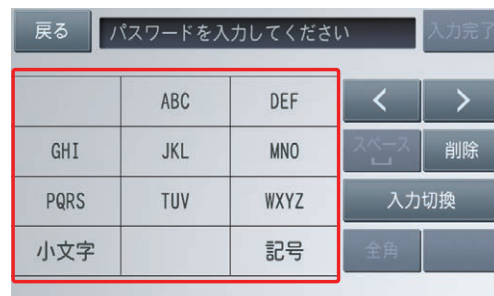 戻る パスワードを入力してください 入力完了
ABC DEF < >
GHI JKL MNO スペース 削除
PQRS TUV WXYZ 入力切換
小文字 記号 全角